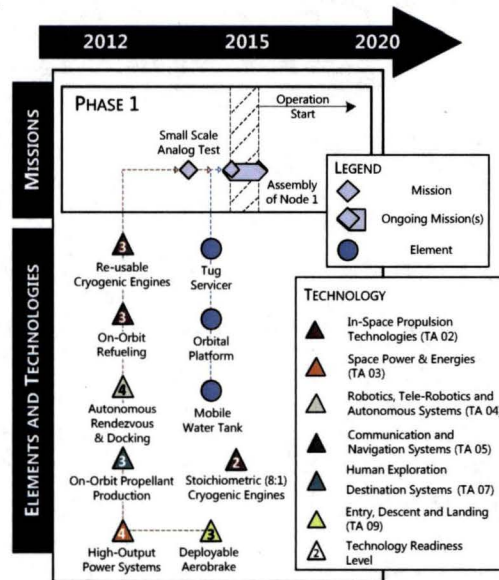 2012 2015 2020
MISSIONS
PHASE 1
Operation
Start
Small Scale
Analog Test
Assembly
of Node 1
LEGEND
Mission
Ongoing Mission(s)
Element
ELEMENTS AND TECHNOLOGIES
3
Re-usable
Cryogenic Engines
Tug
Servicer
3
On-Orbit
Refueling
Orbital
Platform
4
Autonomous
Rendezvous
& Docking
Mobile
Water Tank
3
On-Orbit Propellant
Production
2
Stoichiometric (8:1)
Cryogenic Engines
4
High-Output
Power Systems
3
Deployable
Aerobrake
TECHNOLOGY
In-Space Propulsion
Technologies (TA 02)
Space Power & Energies
(TA 03)
Robotics, Tele-Robotics and
Autonomous Systems (TA 04)
Communication and
Navigation Systems (TA 05)
Human Exploration
Destination Systems (TA 07)
Entry, Descent and Landing
(TA 09)
2
Technology Readiness
Level